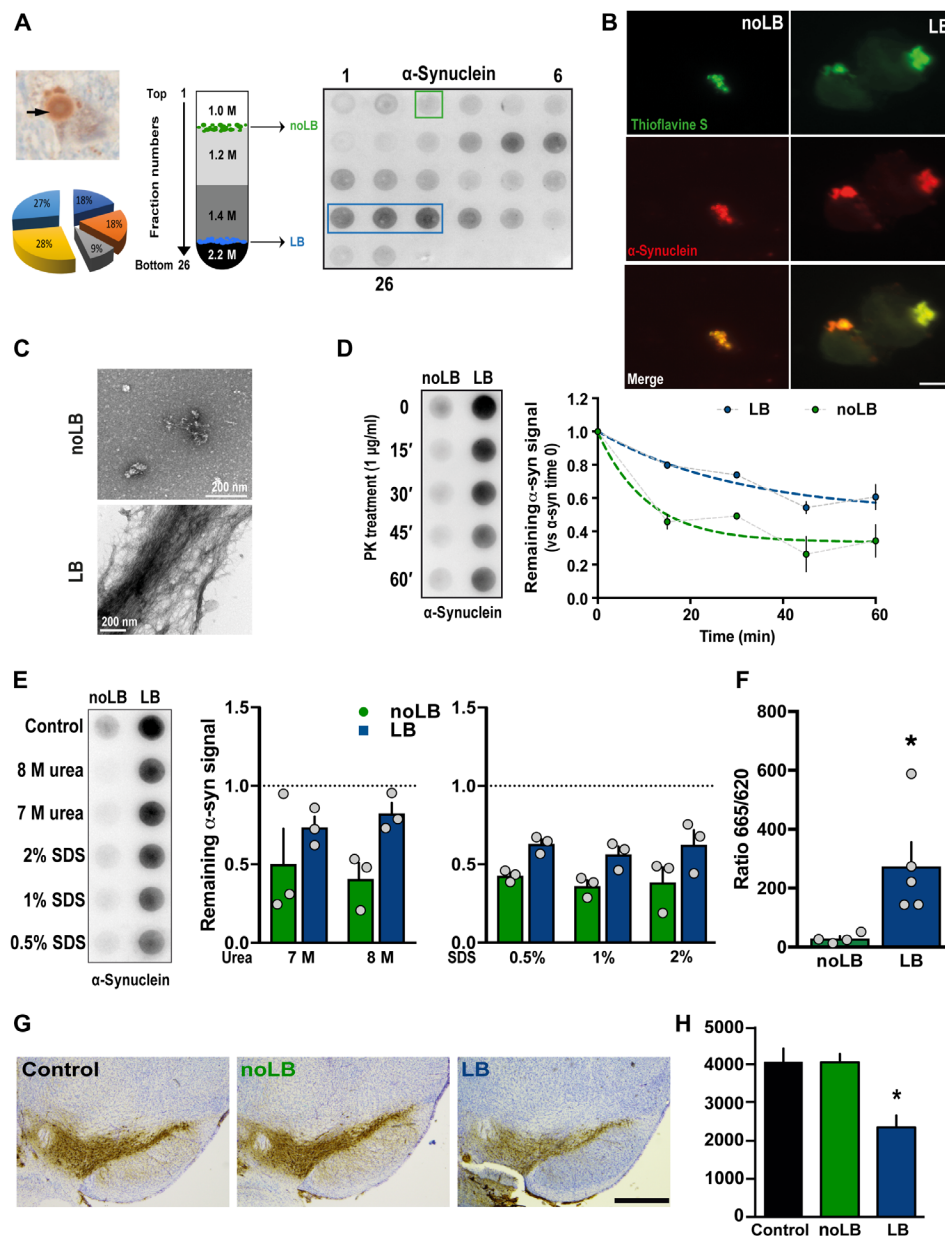 A
1 α-Synuclein 6
Top 1
1.0 M
noLB
1.2 M
Fraction numbers
1.4 M
LB
2.2 M
Bottom 26
26
27%
18%
18%
9%
28%
B
noLB
LB
Thioflavine S
α-Synuclein
Merge
C
noLB
200 nm
LB
200 nm
D
noLB LB
PK treatment (1 µg/ml)
0
15′
30′
45′
60′
α-Synuclein
LB
noLB
Remaining α-syn signal
(vs α-syn time 0)
1.2
1.0
0.8
0.6
0.4
0.2
0.0
0 20 40 60
Time (min)
E
noLB LB
Control
8 M urea
7 M urea
2% SDS
1% SDS
0.5% SDS
α-Synuclein
noLB
LB
Remaining α-syn signal
1.5
1.0
0.5
0.0
Urea 7 M 8 M
1.5
1.0
0.5
0.0
SDS 0.5% 1% 2%
F
Ratio 665/620
800
600
400
200
0
*
noLB LB
G
Control
noLB
LB
H
5000
4000
3000
2000
1000
0
*
Control noLB LB